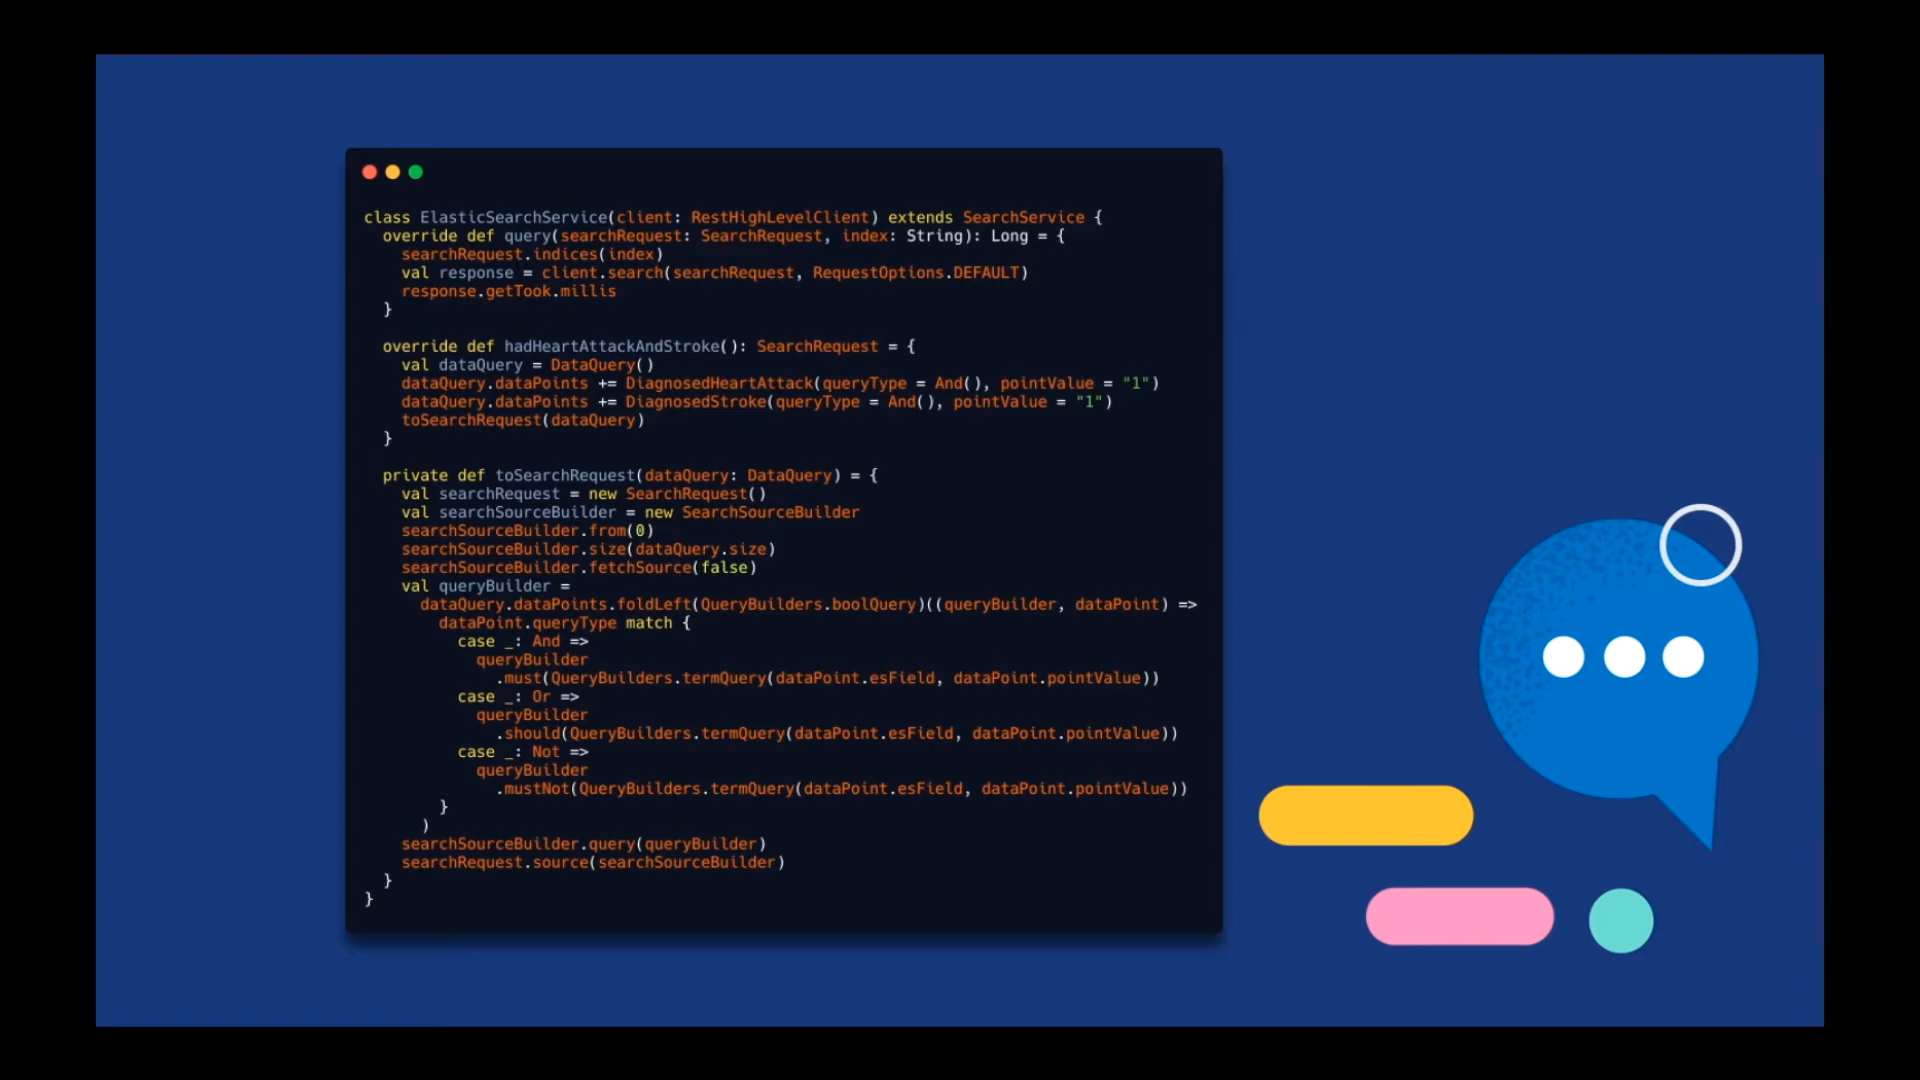 class ElasticSearchService(client: RestHighLevelClient) extends SearchService {
  override def query(searchRequest: SearchRequest, index: String): Long = {
    searchRequest.indices(index)
    val response = client.search(searchRequest, RequestOptions.DEFAULT)
    response.getTook.millis
  }

  override def hadHeartAttackAndStroke(): SearchRequest = {
    val dataQuery = DataQuery()
    dataQuery.dataPoints += DiagnosedHeartAttack(queryType = And(), pointValue = "1")
    dataQuery.dataPoints += DiagnosedStroke(queryType = And(), pointValue = "1")
    toSearchRequest(dataQuery)
  }

  private def toSearchRequest(dataQuery: DataQuery) = {
    val searchRequest = new SearchRequest()
    val searchSourceBuilder = new SearchSourceBuilder
    searchSourceBuilder.from(0)
    searchSourceBuilder.size(dataQuery.size)
    searchSourceBuilder.fetchSource(false)
    val queryBuilder =
      dataQuery.dataPoints.foldLeft(QueryBuilders.boolQuery)((queryBuilder, dataPoint) =>
        dataPoint.queryType match {
          case _: And =>
            queryBuilder
              .must(QueryBuilders.termQuery(dataPoint.esField, dataPoint.pointValue))
          case _: Or =>
            queryBuilder
              .should(QueryBuilders.termQuery(dataPoint.esField, dataPoint.pointValue))
          case _: Not =>
            queryBuilder
              .mustNot(QueryBuilders.termQuery(dataPoint.esField, dataPoint.pointValue))
        }
      )
    searchSourceBuilder.query(queryBuilder)
    searchRequest.source(searchSourceBuilder)
  }
}